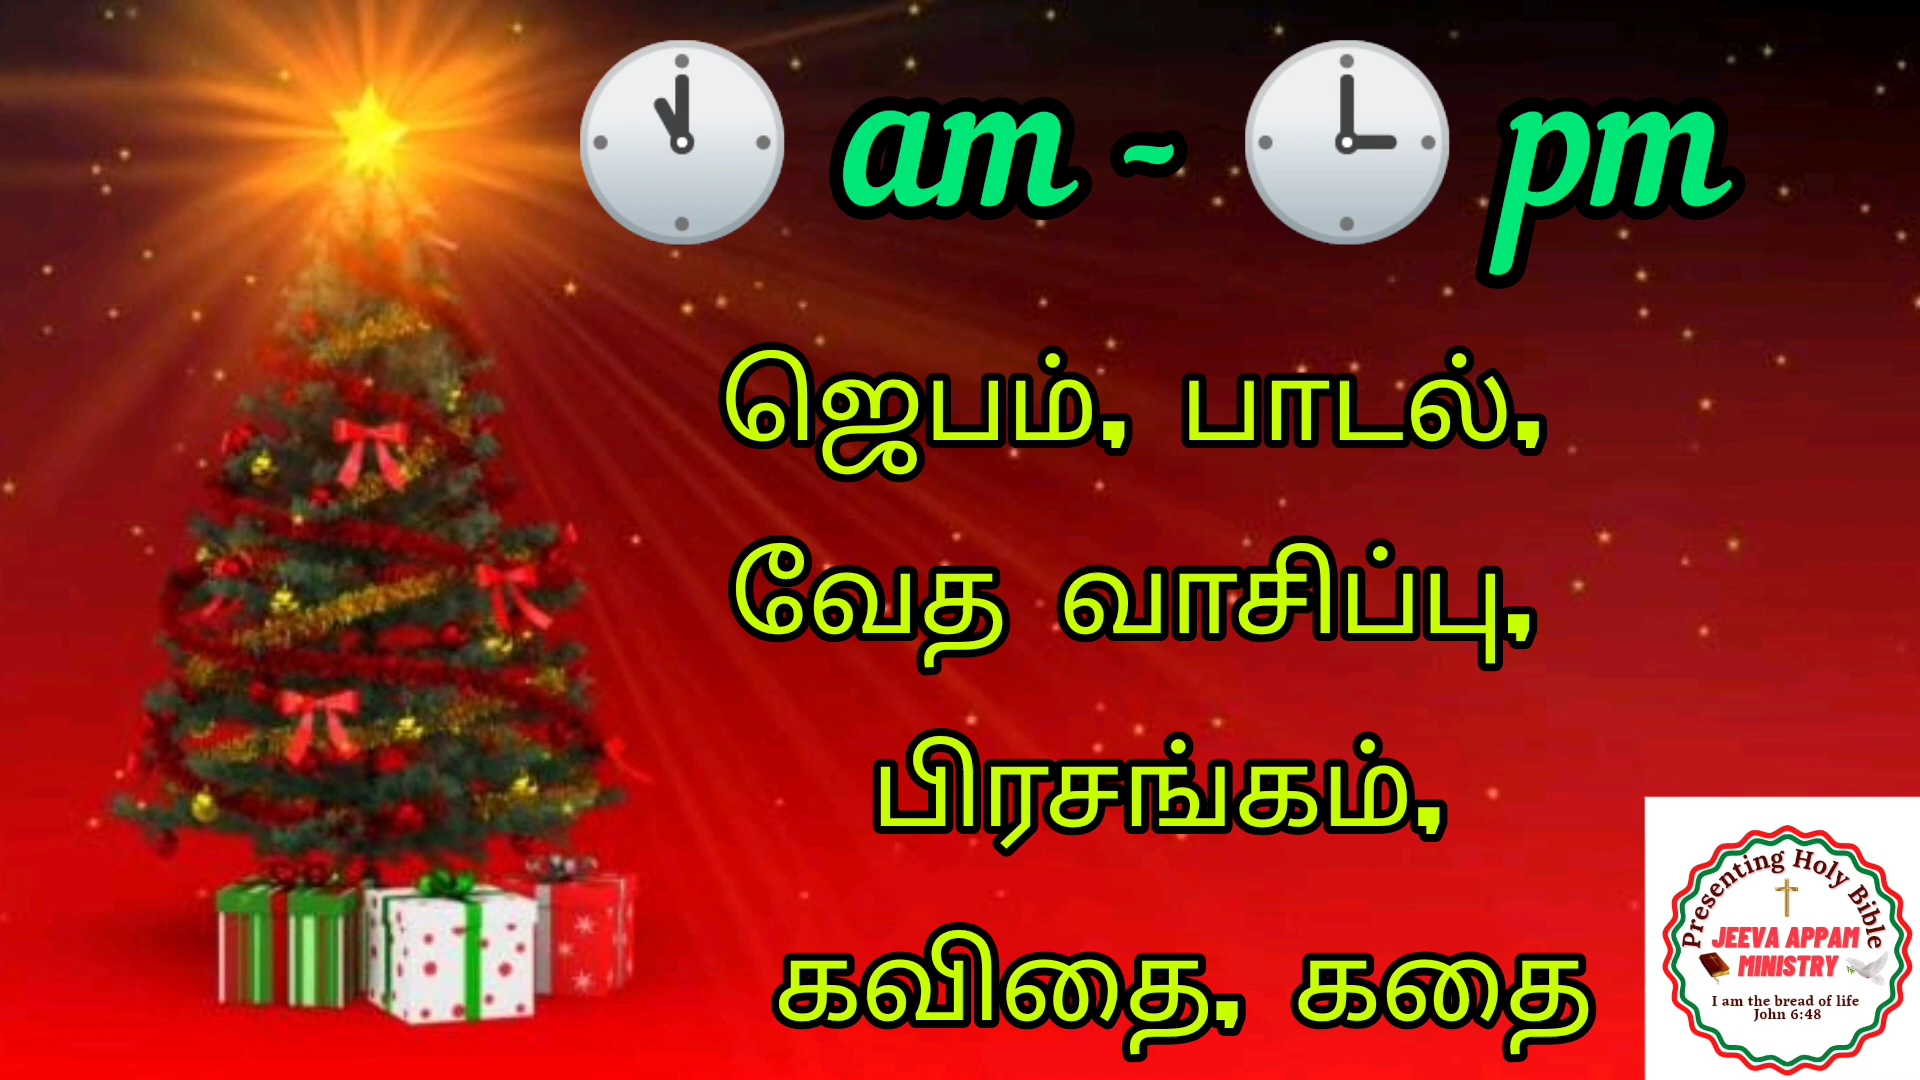 am - pm
ஜெபம், பாடல்,
வேத வாசிப்பு,
பிரசங்கம்,
கவிதை, கதை
Presenting Holy Bible
JEEVA APPAM
MINISTRY
I am the bread of life
John 6:48